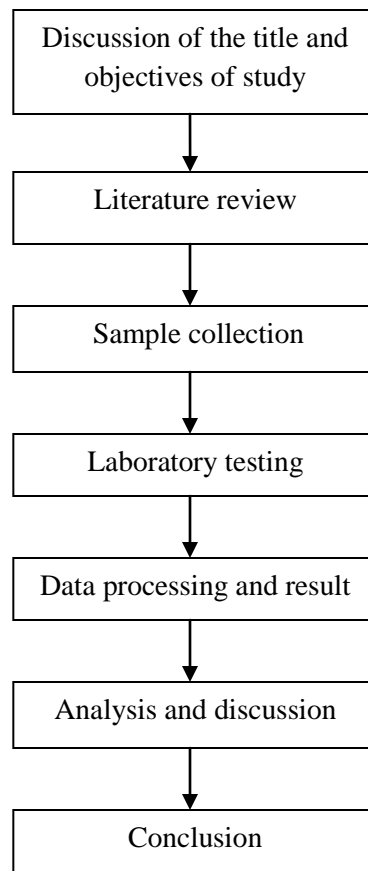 Discussion of the title and
objectives of study
Literature review
Sample collection
Laboratory testing
Data processing and result
Analysis and discussion
Conclusion